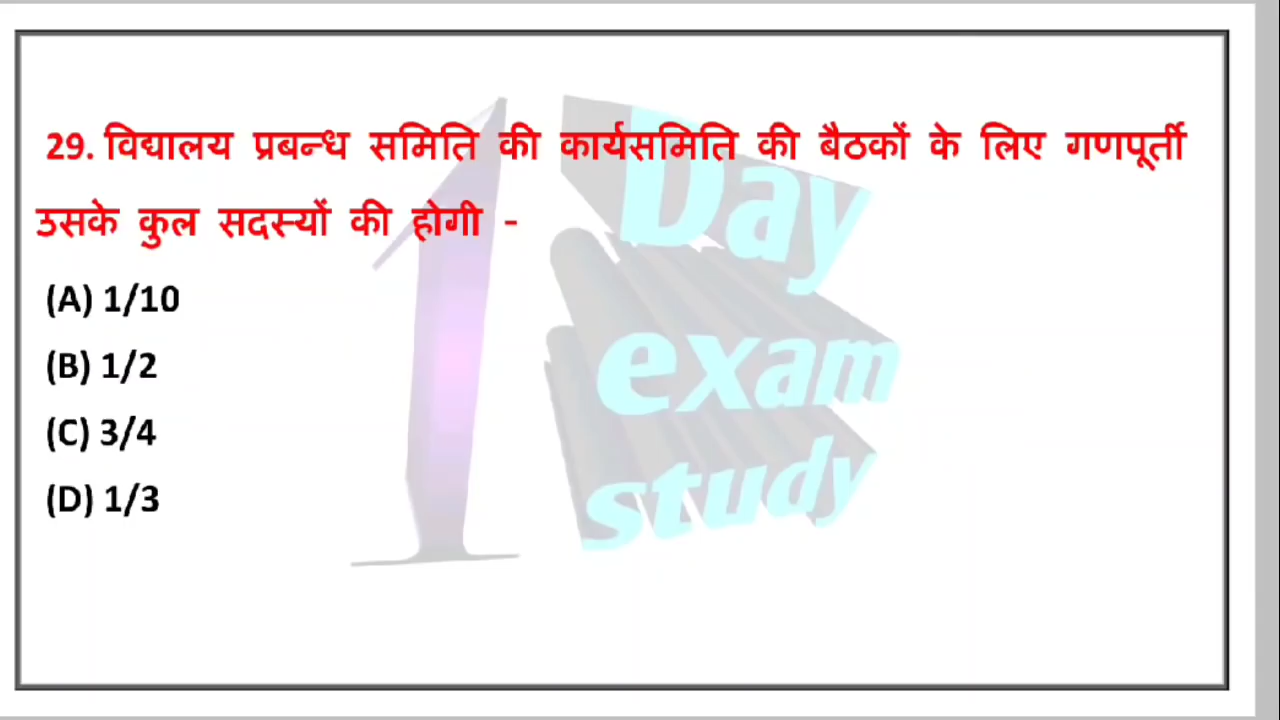 29. विद्यालय प्रबन्ध समिति की कार्यसमिति की बैठकों के लिए गणपूर्ती
उसके कुल सदस्यों की होगी -
(A) 1/10
(B) 1/2
(C) 3/4
(D) 1/3
1 Day
exam
study